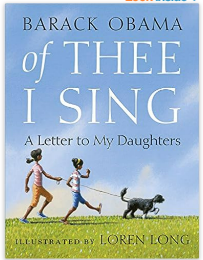 BARACK OBAMA
of THEE
I SING
A Letter to My Daughters
ILLUSTRATED BY LOREN LONG